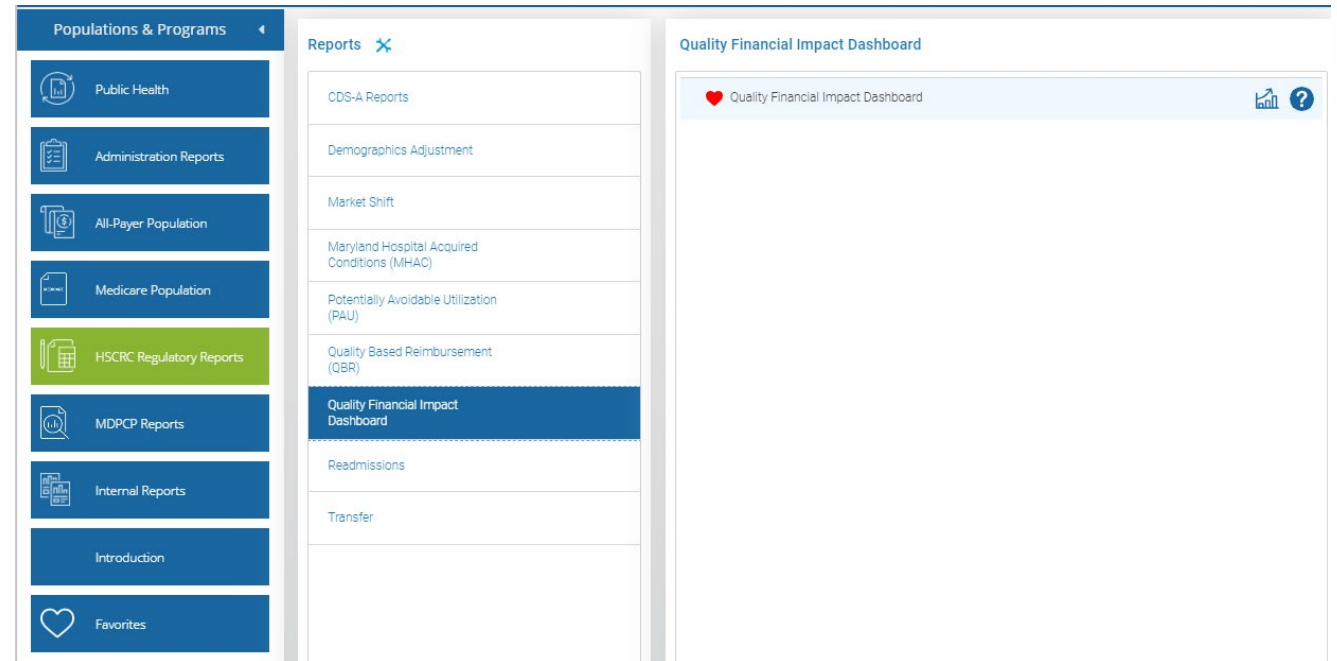 Populations & Programs
Public Health
Administration Reports
All-Payer Population
Medicare Population
HSCRC Regulatory Reports
MDPCP Reports
Internal Reports
Introduction
Favorites
Reports
CDS-A Reports
Demographics Adjustment
Market Shift
Maryland Hospital Acquired
Conditions (MHAC)
Potentially Avoidable Utilization
(PAU)
Quality Based Reimbursement
(QBR)
Quality Financial Impact
Dashboard
Readmissions
Transfer
Quality Financial Impact Dashboard
Quality Financial Impact Dashboard
?